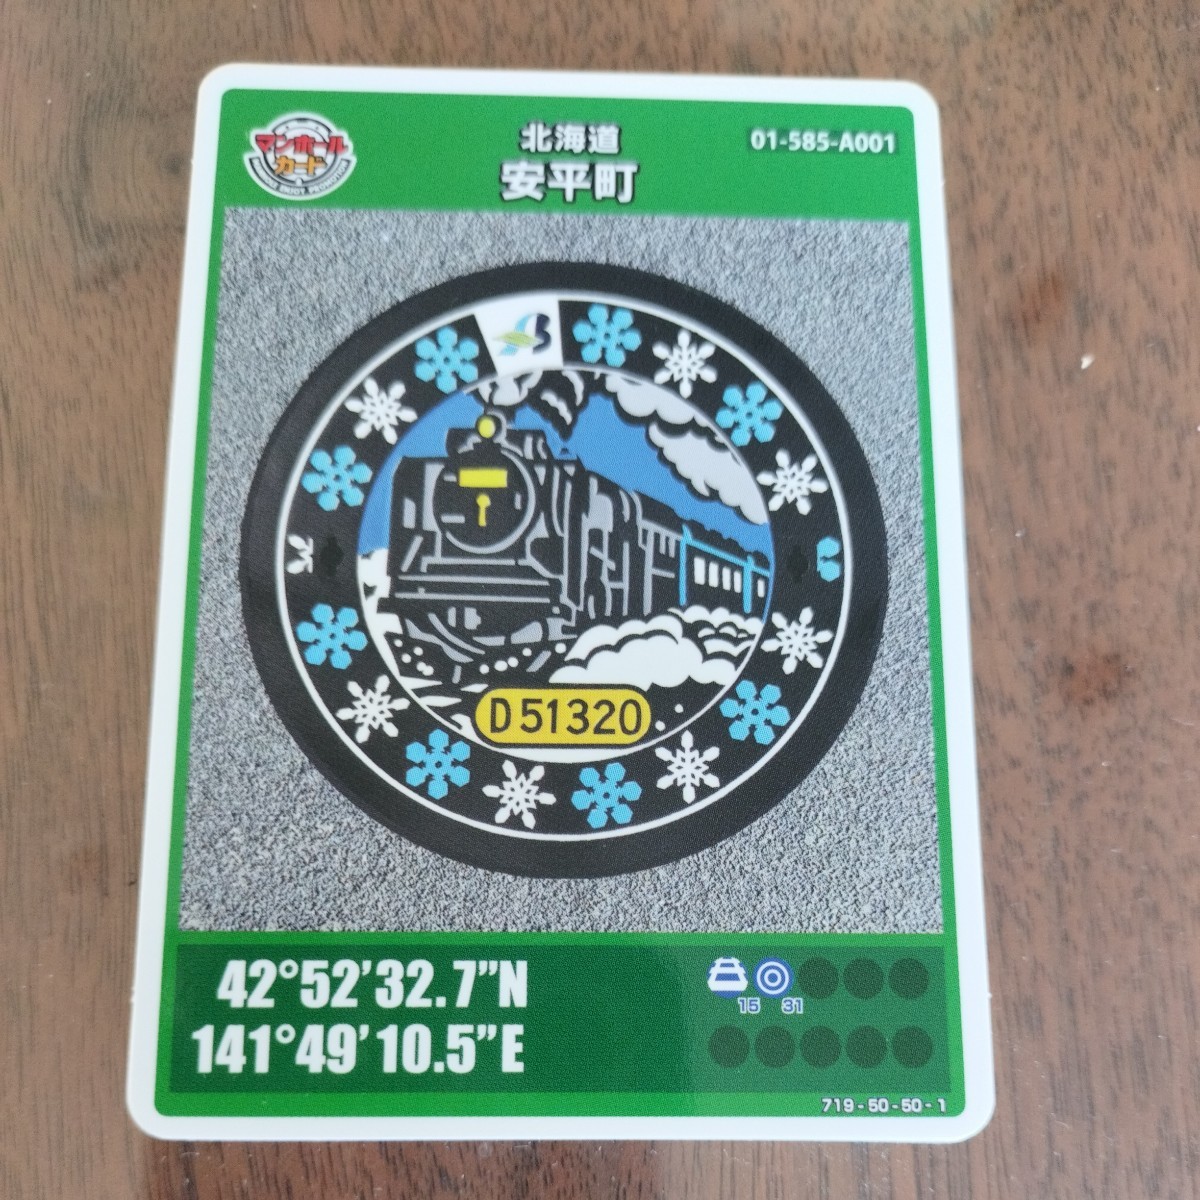 マンホール
カード
北海道
安平町
01-585-A001
D51320
42°52'32.7"N
141°49'10.5"E
15 31
719-50-50-1